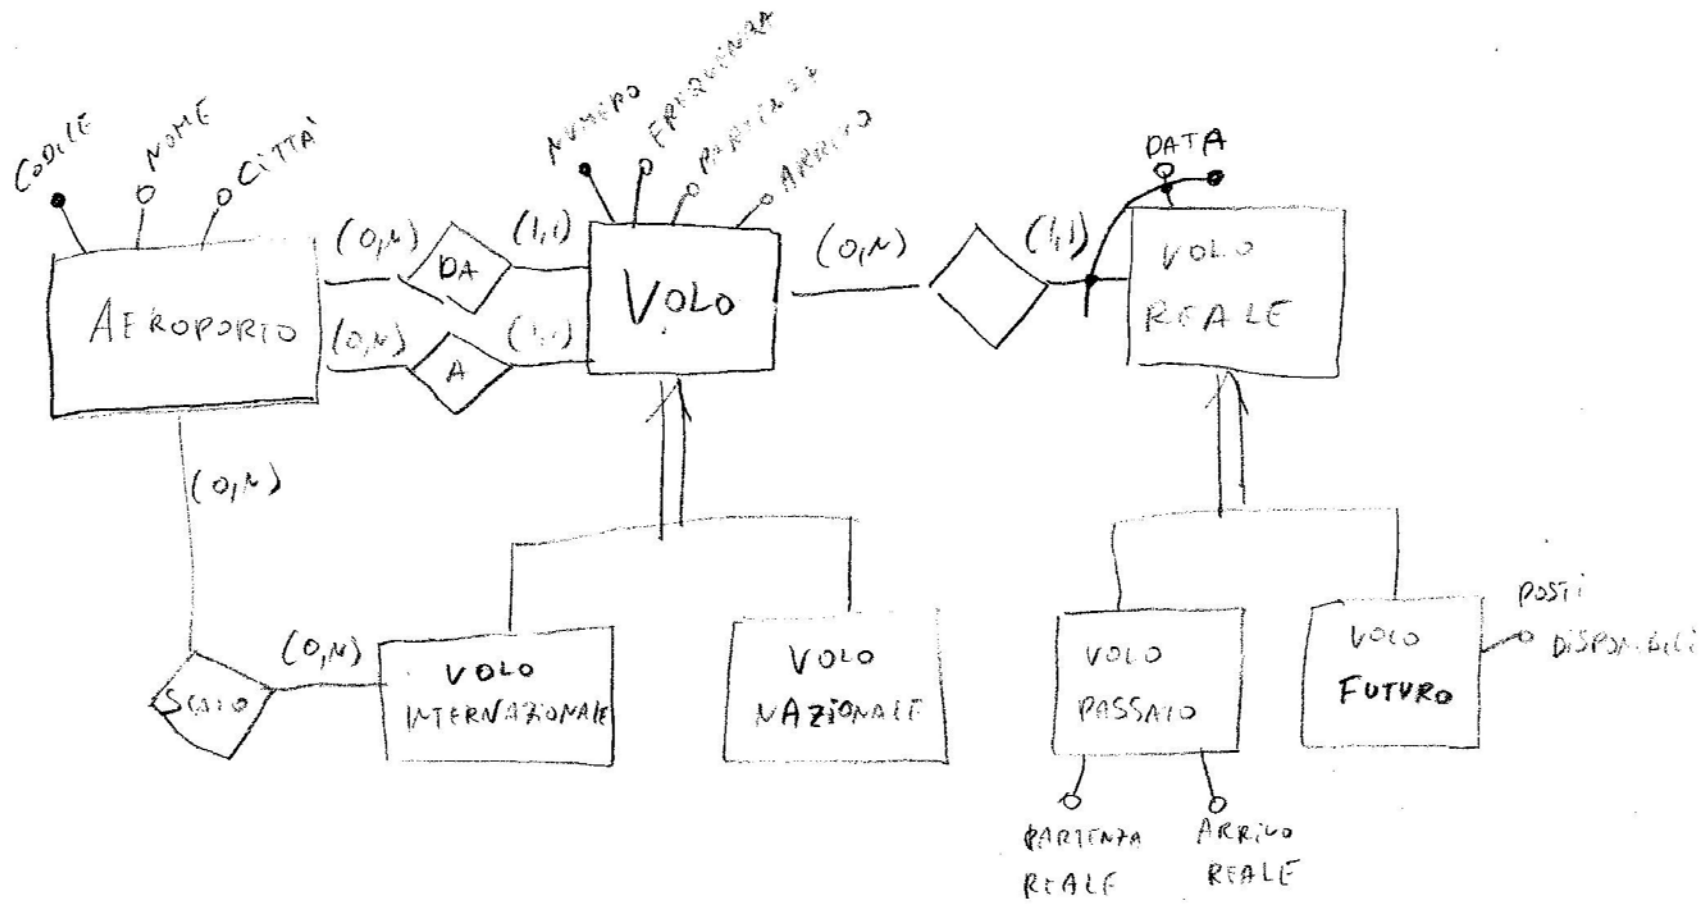 CODICE
NOME
CITTA'
NUMERO
FREQUENZA
PARTENZA
ARRIVO
DATA
(0,N)
DA
(1,1)
(0,N)
(1,1)
VOLO
REALE
AEROPORTO
VOLO
(0,N)
A
(1,1)
(0,N)
SCALO
(0,N)
VOLO
INTERNAZIONALE
VOLO
NAZIONALE
VOLO
PASSATO
VOLO
FUTURO
POSTI
DISPONIBILI
PARTENZA
REALE
ARRIVO
REALE